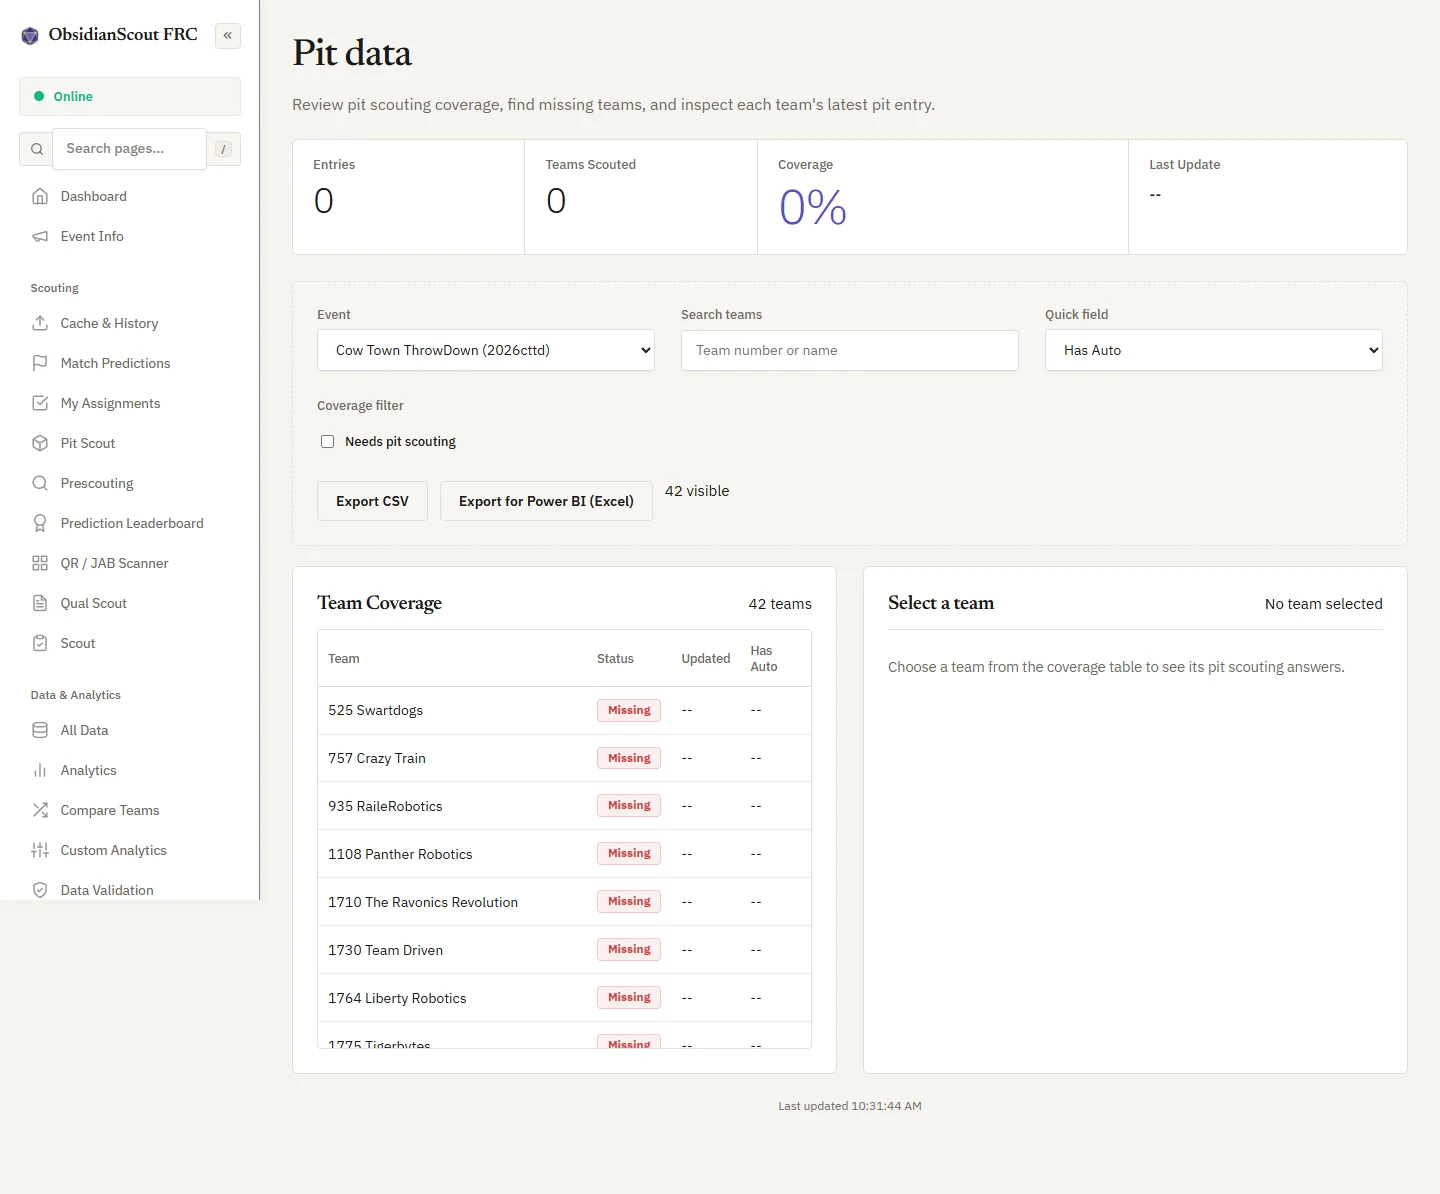 ObsidianScout FRC
«
Online
Search pages...
/
Dashboard
Event Info
Scouting
Cache & History
Match Predictions
My Assignments
Pit Scout
Prescouting
Prediction Leaderboard
QR / JAB Scanner
Qual Scout
Scout
Data & Analytics
All Data
Analytics
Compare Teams
Custom Analytics
Data Validation
Pit data
Review pit scouting coverage, find missing teams, and inspect each team's latest pit entry.
Entries
0
Teams Scouted
0
Coverage
0%
Last Update
--
Event
Cow Town ThrowDown (2026cttd)
Search teams
Team number or name
Quick field
Has Auto
Coverage filter
Needs pit scouting
Export CSV
Export for Power BI (Excel)
42 visible
Team Coverage
42 teams
Team Status Updated Has Auto
525 Swartdogs Missing -- --
757 Crazy Train Missing -- --
935 RaileRobotics Missing -- --
1108 Panther Robotics Missing -- --
1710 The Ravonics Revolution Missing -- --
1730 Team Driven Missing -- --
1764 Liberty Robotics Missing -- --
1775 Tigerbytes Missing -- --
Select a team
No team selected
Choose a team from the coverage table to see its pit scouting answers.
Last updated 10:31:44 AM